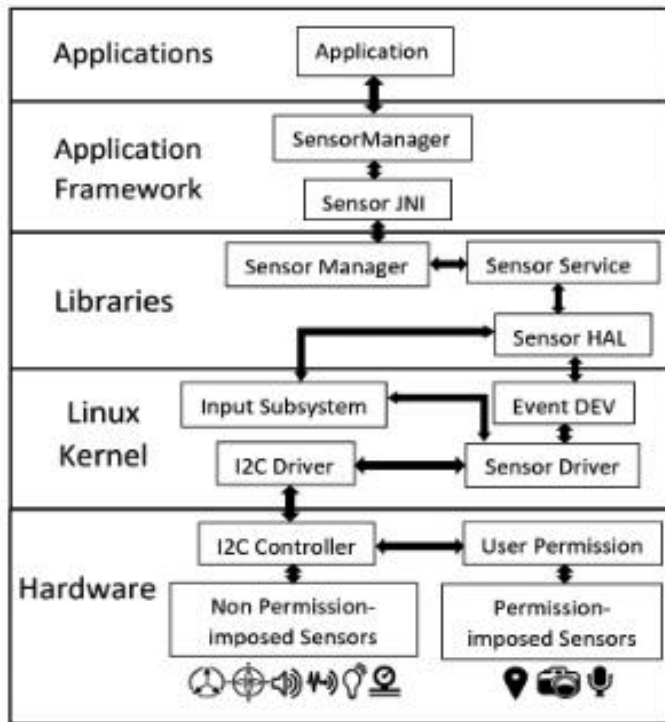 Applications
Application
Application
Framework
SensorManager
Sensor JNI
Libraries
Sensor Manager
Sensor Service
Sensor HAL
Linux
Kernel
Input Subsystem
Event DEV
I2C Driver
Sensor Driver
Hardware
I2C Controller
User Permission
Non Permission-
imposed Sensors
Permission-
imposed Sensors